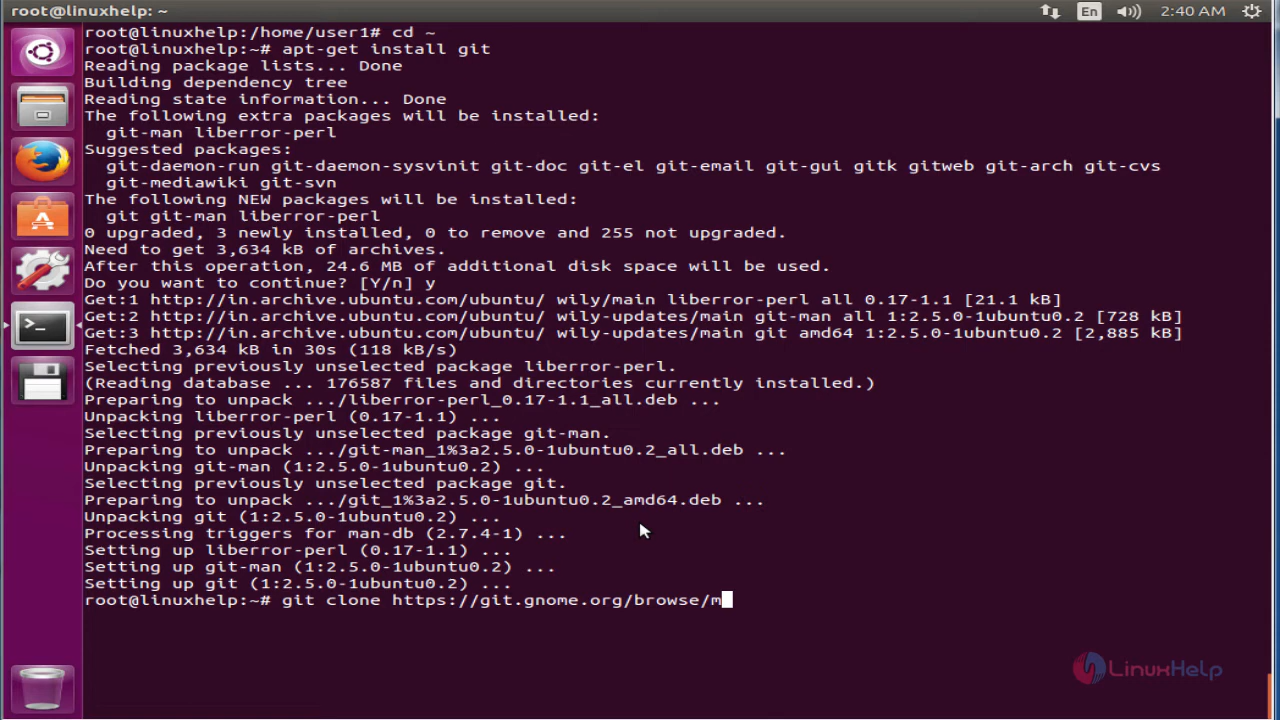 root@linuxhelp: ~
En
2:40 AM
root@linuxhelp:/home/user1# cd ~
root@linuxhelp:~# apt-get install git
Reading package lists... Done
Building dependency tree
Reading state information... Done
The following extra packages will be installed:
  git-man liberror-perl
Suggested packages:
  git-daemon-run git-daemon-sysvinit git-doc git-el git-email git-gui gitk gitweb git-arch git-cvs
  git-mediawiki git-svn
The following NEW packages will be installed:
  git git-man liberror-perl
0 upgraded, 3 newly installed, 0 to remove and 255 not upgraded.
Need to get 3,634 kB of archives.
After this operation, 24.6 MB of additional disk space will be used.
Do you want to continue? [Y/n] y
Get:1 http://in.archive.ubuntu.com/ubuntu/ wily/main liberror-perl all 0.17-1.1 [21.1 kB]
Get:2 http://in.archive.ubuntu.com/ubuntu/ wily-updates/main git-man all 1:2.5.0-1ubuntu0.2 [728 kB]
Get:3 http://in.archive.ubuntu.com/ubuntu/ wily-updates/main git amd64 1:2.5.0-1ubuntu0.2 [2,885 kB]
Fetched 3,634 kB in 30s (118 kB/s)
Selecting previously unselected package liberror-perl.
(Reading database ... 176587 files and directories currently installed.)
Preparing to unpack .../liberror-perl_0.17-1.1_all.deb ...
Unpacking liberror-perl (0.17-1.1) ...
Selecting previously unselected package git-man.
Preparing to unpack .../git-man_1%3a2.5.0-1ubuntu0.2_all.deb ...
Unpacking git-man (1:2.5.0-1ubuntu0.2) ...
Selecting previously unselected package git.
Preparing to unpack .../git_1%3a2.5.0-1ubuntu0.2_amd64.deb ...
Unpacking git (1:2.5.0-1ubuntu0.2) ...
Processing triggers for man-db (2.7.4-1) ...
Setting up liberror-perl (0.17-1.1) ...
Setting up git-man (1:2.5.0-1ubuntu0.2) ...
Setting up git (1:2.5.0-1ubuntu0.2) ...
root@linuxhelp:~# git clone https://git.gnome.org/browse/m
LinuxHelp